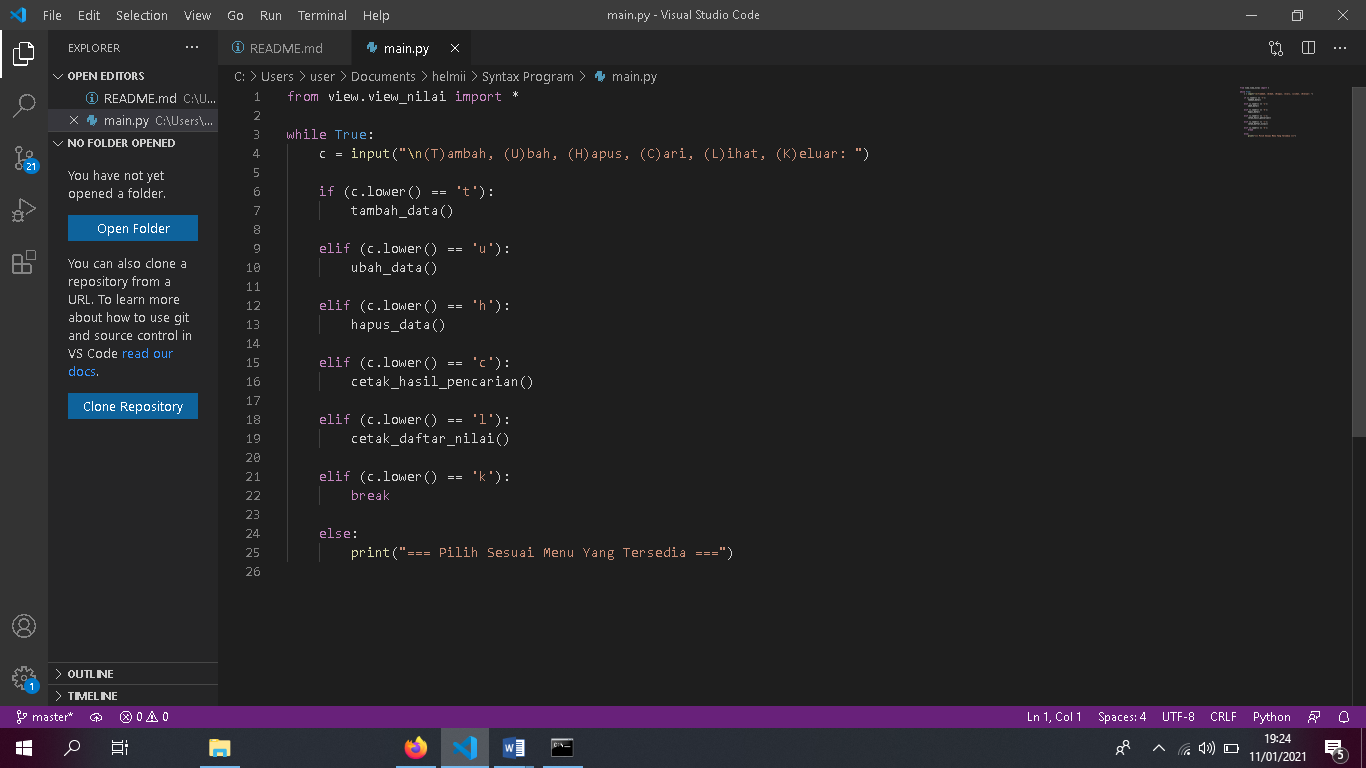 File Edit Selection View Go Run Terminal Help
main.py - Visual Studio Code
EXPLORER
OPEN EDITORS
README.md C:\U...
main.py C:\Users\...
NO FOLDER OPENED
You have not yet
opened a folder.
Open Folder
You can also clone a
repository from a
URL. To learn more
about how to use git
and source control in
VS Code read our
docs.
Clone Repository
OUTLINE
TIMELINE
21
1
README.md
main.py
C: > Users > user > Documents > helmii > Syntax Program > main.py
1 from view.view_nilai import *
2
3 while True:
4 c = input("\n(T)ambah, (U)bah, (H)apus, (C)ari, (L)ihat, (K)eluar: ")
5
6 if (c.lower() == 't'):
7 tambah_data()
8
9 elif (c.lower() == 'u'):
10 ubah_data()
11
12 elif (c.lower() == 'h'):
13 hapus_data()
14
15 elif (c.lower() == 'c'):
16 cetak_hasil_pencarian()
17
18 elif (c.lower() == 'l'):
19 cetak_daftar_nilai()
20
21 elif (c.lower() == 'k'):
22 break
23
24 else:
25 print("=== Pilih Sesuai Menu Yang Tersedia ===")
26
master* 0 0
Ln 1, Col 1 Spaces: 4 UTF-8 CRLF Python
19:24
11/01/2021
5